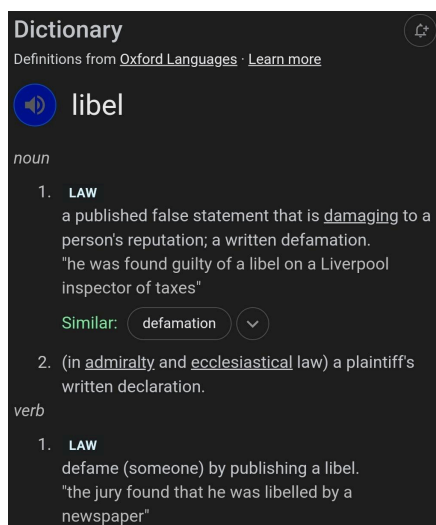 Dictionary
Definitions from Oxford Languages · Learn more
libel
noun
1. LAW
a published false statement that is damaging to a
person's reputation; a written defamation.
"he was found guilty of a libel on a Liverpool
inspector of taxes"
Similar: defamation
2. (in admiralty and ecclesiastical law) a plaintiff's
written declaration.
verb
1. LAW
defame (someone) by publishing a libel.
"the jury found that he was libelled by a
newspaper"